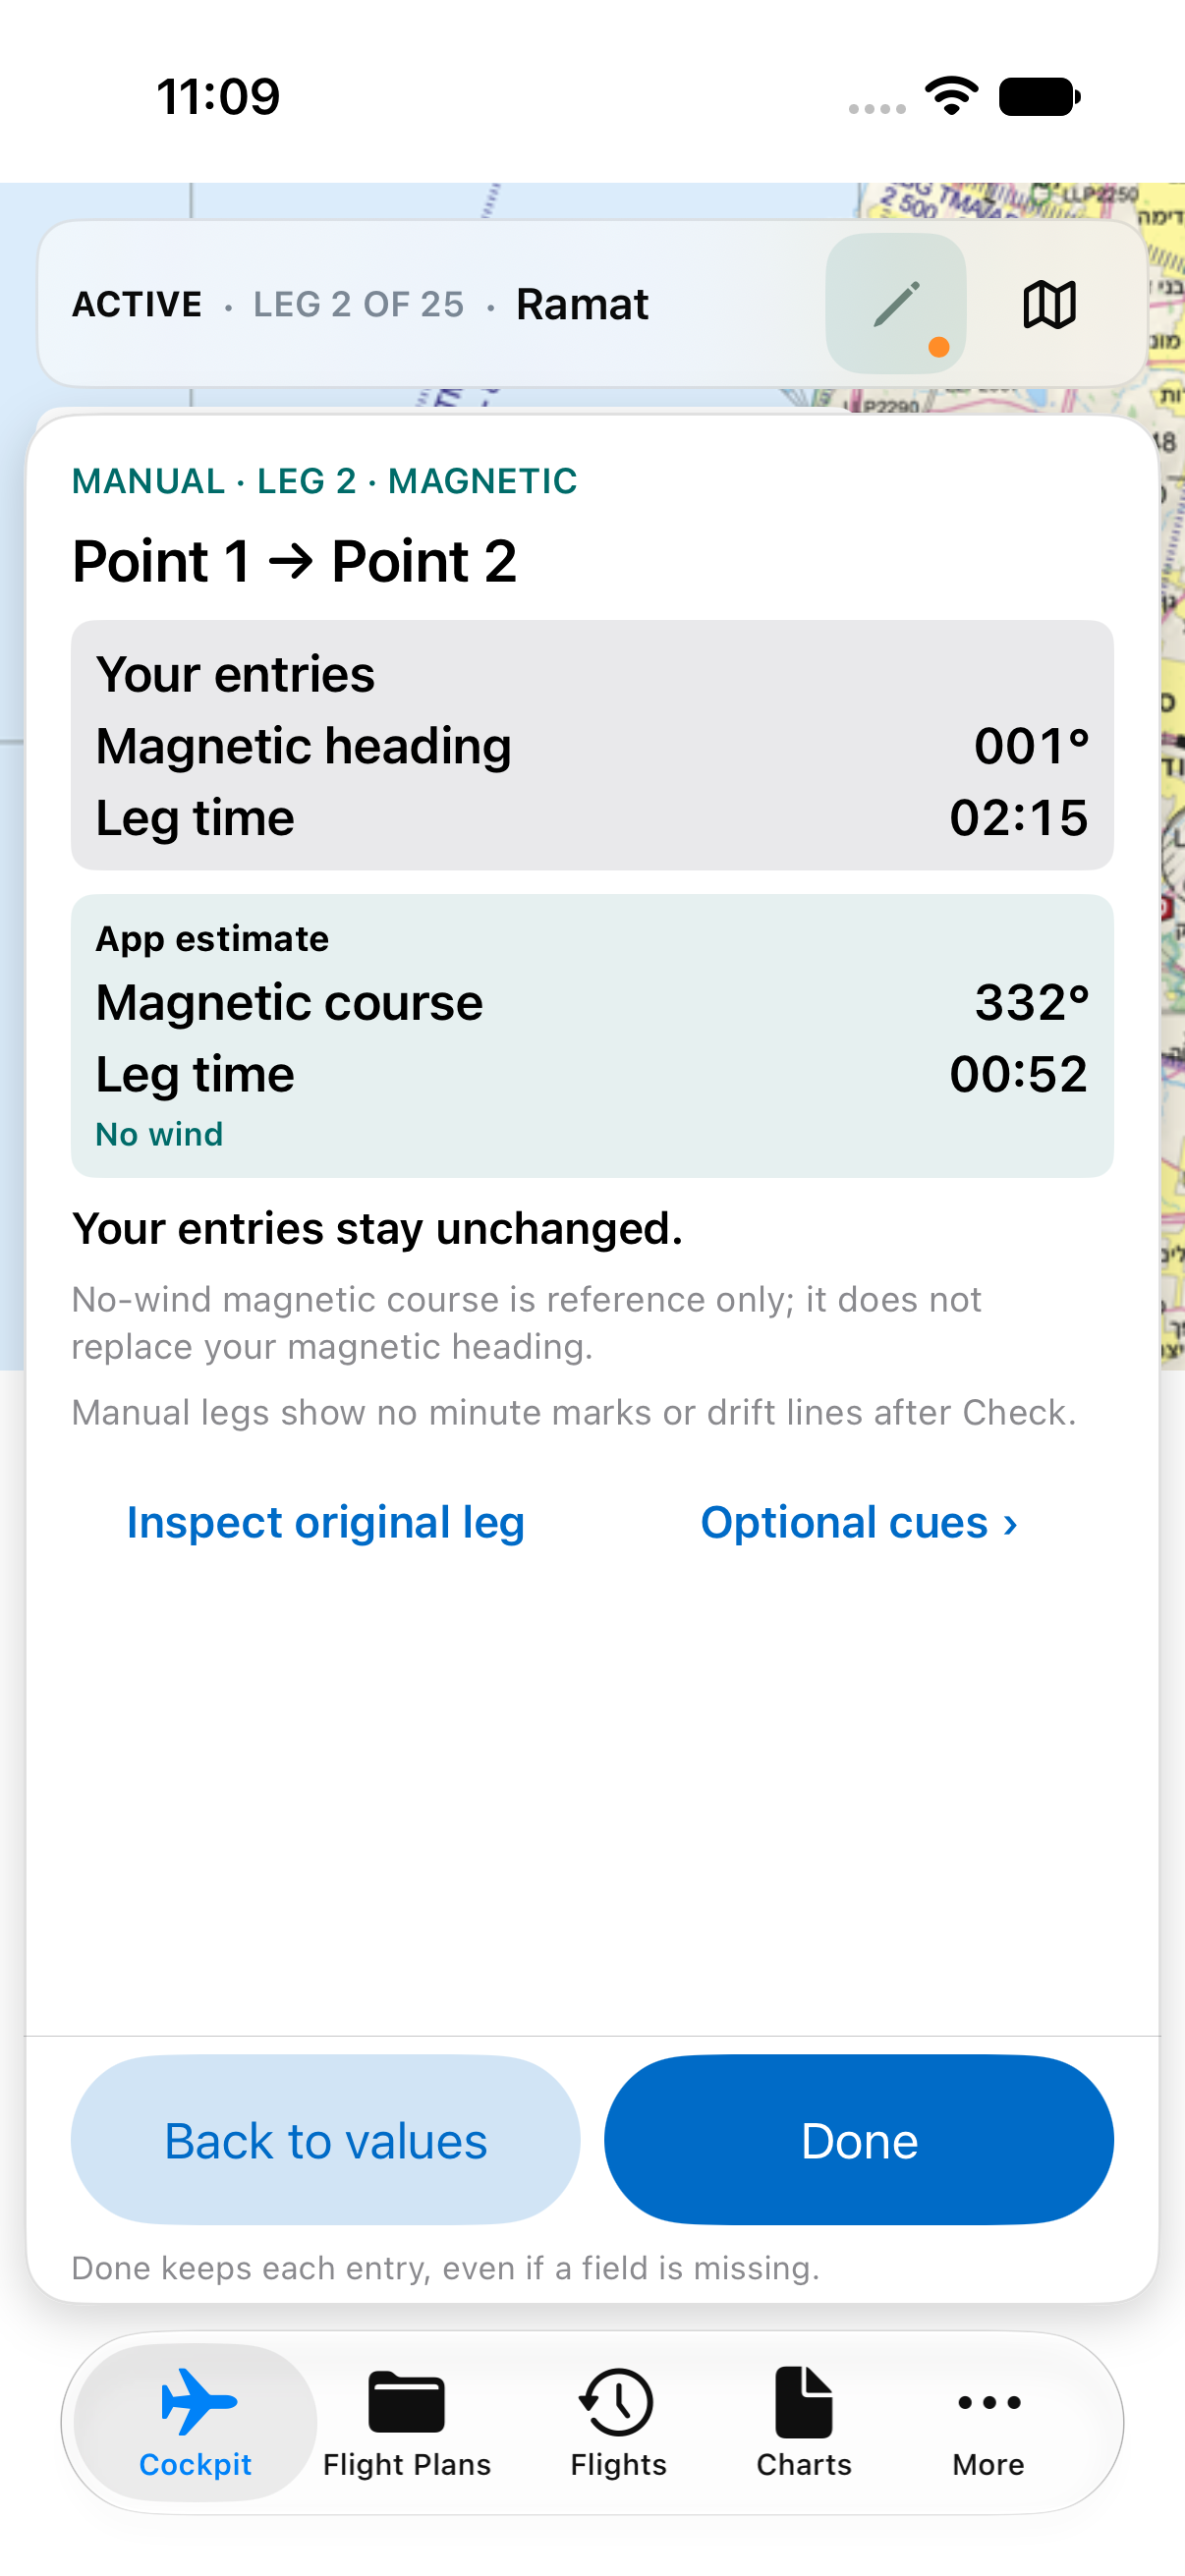 11:09
2 500
LLP2250
ACTIVE · LEG 2 OF 25 · Ramat
LLP2290
MANUAL · LEG 2 · MAGNETIC
Point 1 → Point 2
Your entries
Magnetic heading 001°
Leg time 02:15
App estimate
Magnetic course 332°
Leg time 00:52
No wind
Your entries stay unchanged.
No-wind magnetic course is reference only; it does not
replace your magnetic heading.
Manual legs show no minute marks or drift lines after Check.
Inspect original leg
Optional cues ›
Back to values
Done
Done keeps each entry, even if a field is missing.
Cockpit
Flight Plans
Flights
Charts
More